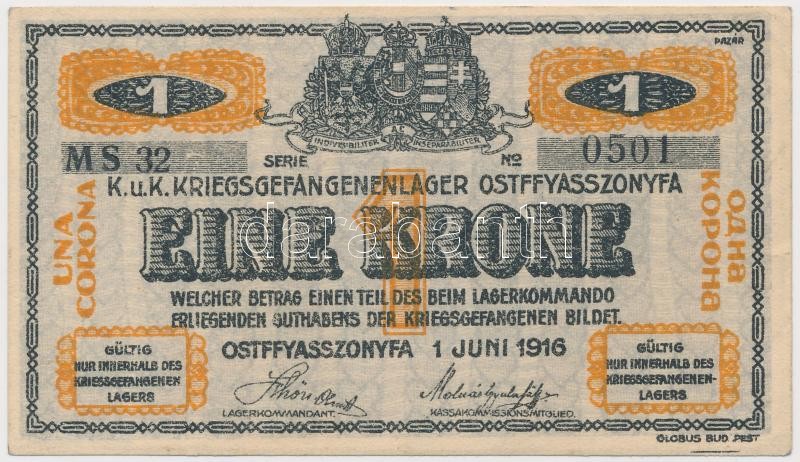 PAZÁR
1
1
INDIVISIBILITER AC INSEPARABILITER
MS 32 SERIE No 0501
K.u.K. KRIEGSGEFANGENENLAGER OSTFFYASSZONYFA
UNA CORONA
1
EINE KRONE
ОДНА КОРОНА
darabanth
WELCHER BETRAG EINEN TEIL DES BEIM LAGERKOMMANDO
ERLIEGENDEN GUTHABENS DER KRIEGSGEFANGENEN BILDET.
OSTFFYASSZONYFA 1 JUNI 1916
GÜLTIG
NUR INNERHALB DES
KRIEGSGEFANGENEN
LAGERS
GÜLTIG
NUR INNERHALB DES
KRIEGSGEFANGENEN-
LAGERS
LAGERKOMMANDANT.
KASSAKOMMISSIONSMITGLIED.
GLOBUS BUD PEST